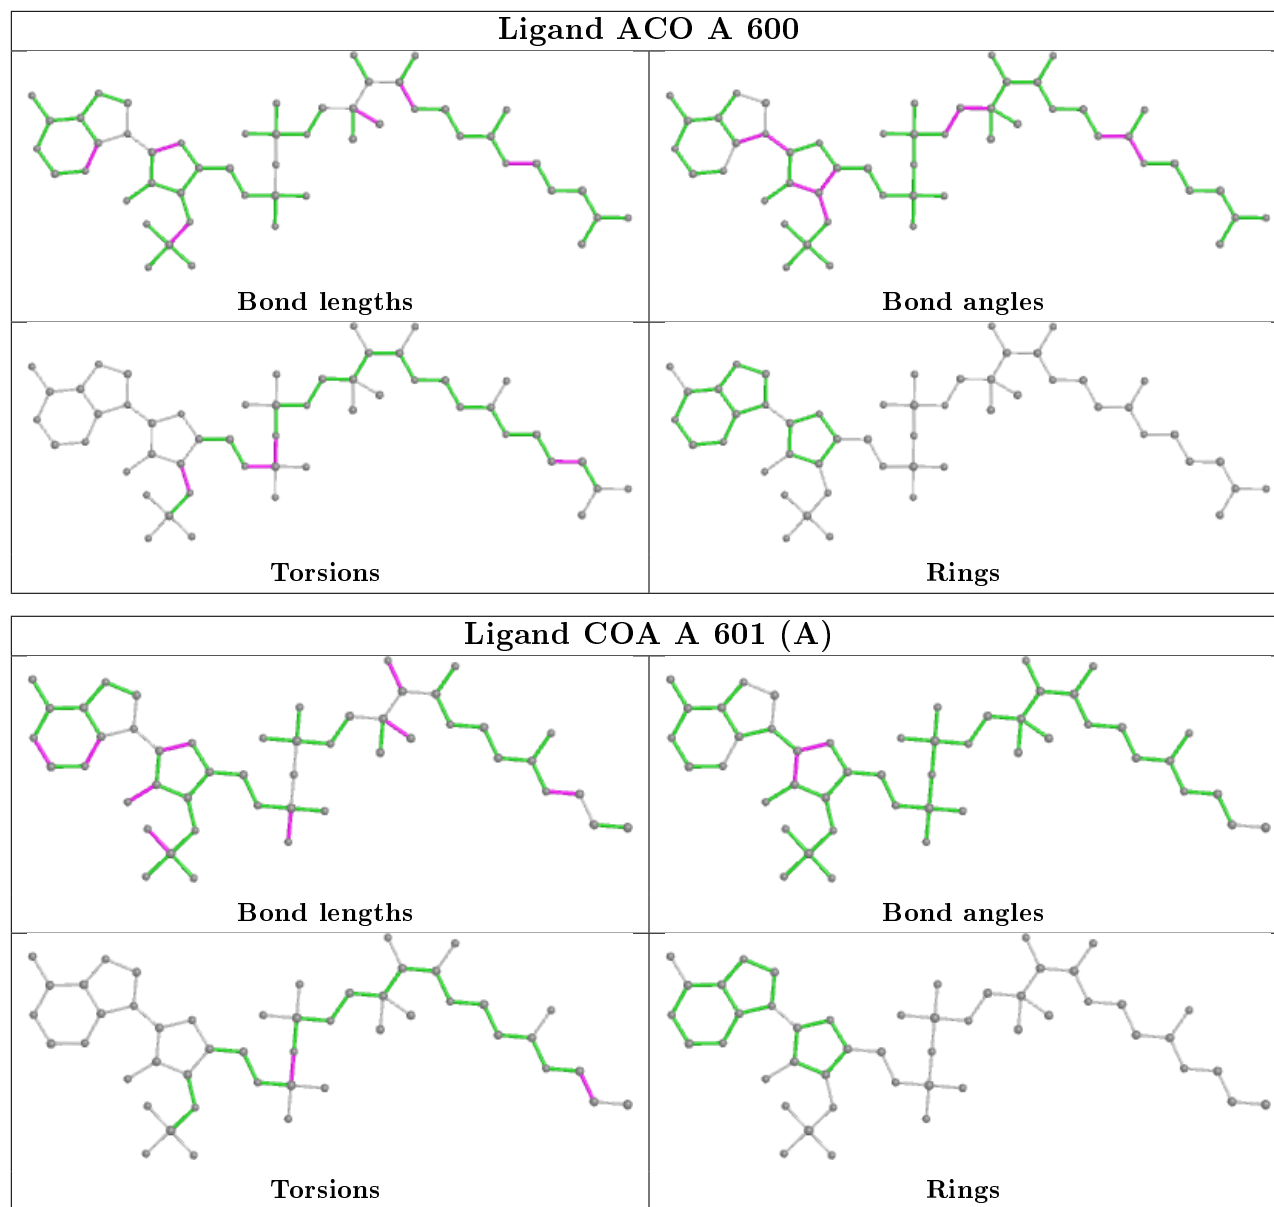 Ligand ACO A 600
Bond lengths
Bond angles
Torsions
Rings
Ligand COA A 601 (A)
Bond lengths
Bond angles
Torsions
Rings